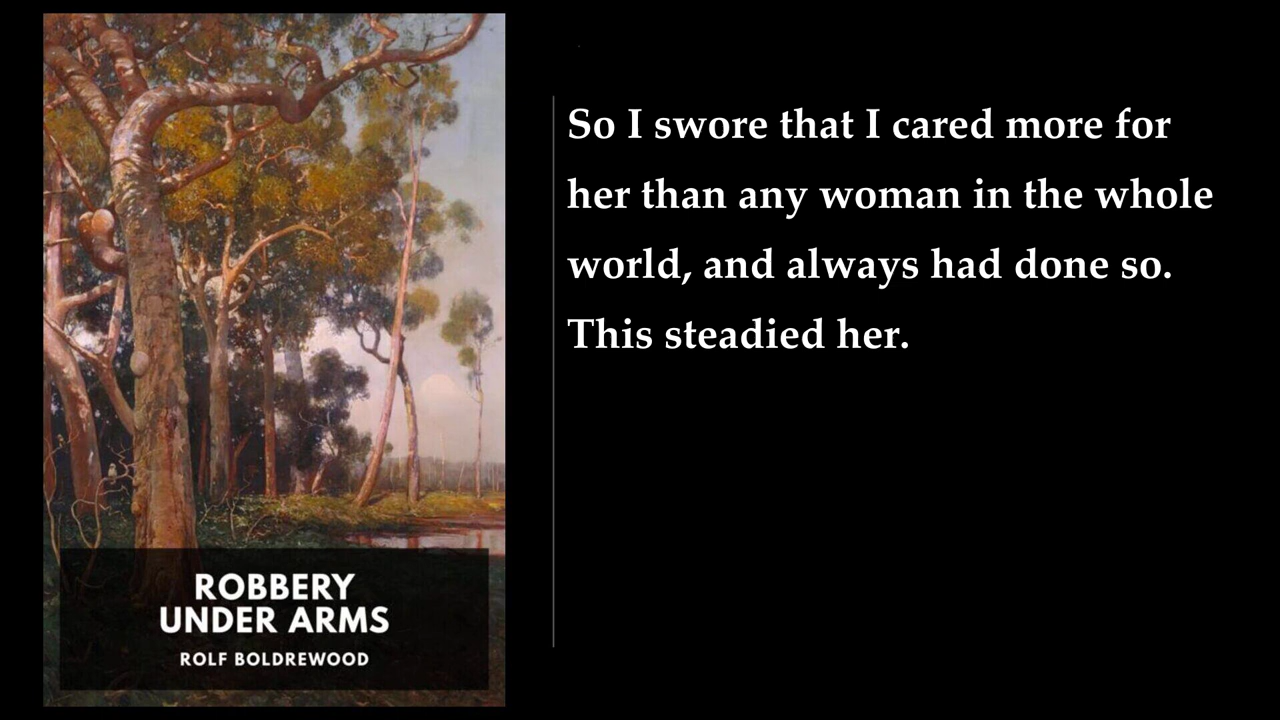 So I swore that I cared more for
her than any woman in the whole
world, and always had done so.
This steadied her.
ROBBERY
UNDER ARMS
ROLF BOLDREWOOD